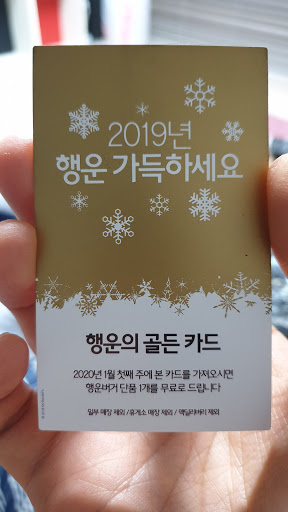 2019년
행운 가득하세요
행운의 골든 카드
2020년 1월 첫째 주에 본 카드를 가져오시면
행운버거 단품 1개를 무료로 드립니다
일부 매장 제외 / 휴게소 매장 제외 / 맥딜리버리 제외